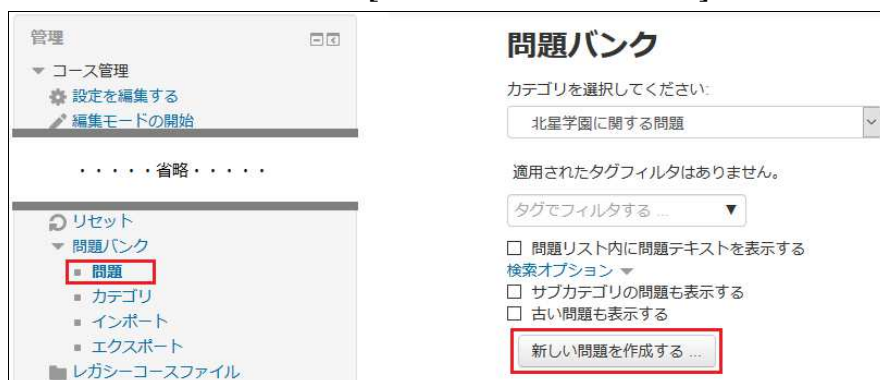 管理
コース管理
設定を編集する
編集モードの開始
・・・・・省略・・・・・
リセット
問題バンク
問題
カテゴリ
インポート
エクスポート
レガシーコースファイル
問題バンク
カテゴリを選択してください:
北星学園に関する問題
適用されたタグフィルタはありません。
タグでフィルタする ...
問題リスト内に問題テキストを表示する
検索オプション
サブカテゴリの問題も表示する
古い問題も表示する
新しい問題を作成する ...